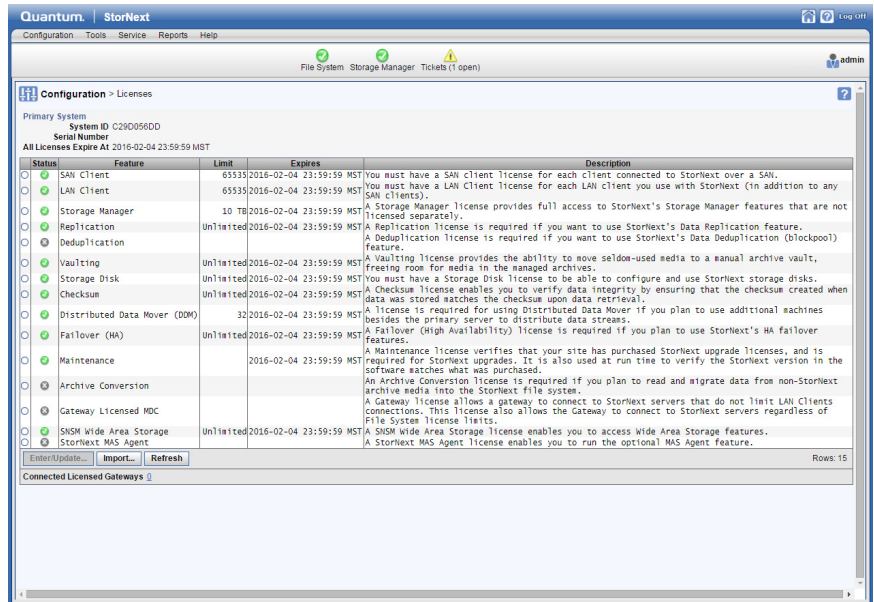 Quantum. | StorNext
Log Off
Configuration Tools Service Reports Help
File System Storage Manager Tickets (1 open)
admin
Configuration > Licenses
Primary System
System ID C29D056DD
Serial Number
All Licenses Expire At 2016-02-04 23:59:59 MST
Status Feature Limit Expires Description
SAN Client 65535 2016-02-04 23:59:59 MST You must have a SAN client license for each client connected to StorNext over a SAN.
LAN Client 65535 2016-02-04 23:59:59 MST You must have a LAN Client license for each LAN client you use with StorNext (in addition to any
SAN clients).
Storage Manager 10 TB 2016-02-04 23:59:59 MST A Storage Manager license provides full access to StorNext's Storage Manager features that are not
licensed separately.
Replication Unlimited 2016-02-04 23:59:59 MST A Replication license is required if you want to use StorNext's Data Replication feature.
Deduplication A Deduplication license is required if you want to use StorNext's Data Deduplication (blockpool)
feature.
Vaulting Unlimited 2016-02-04 23:59:59 MST A Vaulting license provides the ability to move seldom-used media to a manual archive vault,
freeing room for media in the managed archives.
Storage Disk Unlimited 2016-02-04 23:59:59 MST You must have a Storage Disk license to be able to configure and use StorNext storage disks.
Checksum Unlimited 2016-02-04 23:59:59 MST A Checksum license enables you to verify data integrity by ensuring that the checksum created when
data was stored matches the checksum upon data retrieval.
Distributed Data Mover (DDM) 32 2016-02-04 23:59:59 MST A license is required for using Distributed Data Mover if you plan to use additional machines
besides the primary server to distribute data streams.
Failover (HA) Unlimited 2016-02-04 23:59:59 MST A Failover (High Availability) license is required if you plan to use StorNext's HA failover
features.
Maintenance 2016-02-04 23:59:59 MST A Maintenance license verifies that your site has purchased StorNext upgrade licenses, and is
required for StorNext upgrades. It is also used at run time to verify the StorNext version in the
software matches what was purchased.
Archive Conversion An Archive Conversion license is required if you plan to read and migrate data from non-StorNext
archive media into the StorNext file system.
Gateway Licensed MDC A Gateway license allows a gateway to connect to StorNext servers that do not limit LAN Clients
connections. This license also allows the Gateway to connect to StorNext servers regardless of
File System license limits.
SNSM Wide Area Storage Unlimited 2016-02-04 23:59:59 MST A SNSM Wide Area Storage license enables you to access Wide Area Storage features.
StorNext MAS Agent A StorNext MAS Agent license enables you to run the optional MAS Agent feature.
Enter/Update... Import... Refresh Rows: 15
Connected Licensed Gateways 0